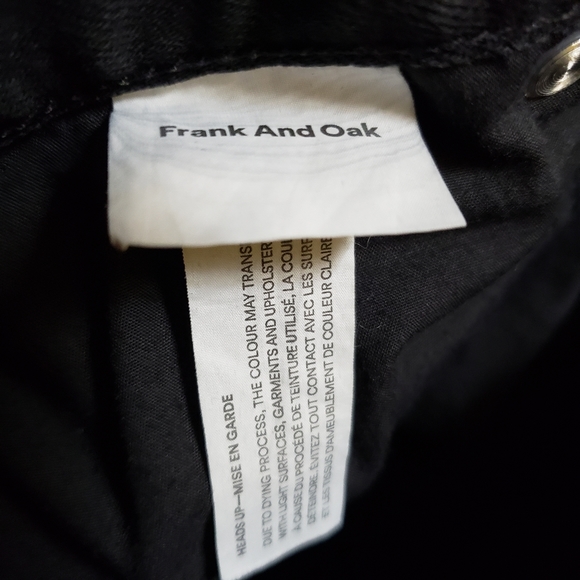 Frank And Oak
HEADS UP—MISE EN GARDE
DUE TO DYING PROCESS, THE COLOUR MAY TRANS
WITH LIGHT SURFACES, GARMENTS AND UPHOLSTER
À CAUSE DU PROCÉDÉ DE TEINTURE UTILISÉ, LA COU
DÉTEINDRE. ÉVITEZ TOUT CONTACT AVEC LES SURF
ET LES TISSUS D'AMEUBLEMENT DE COULEUR CLAIRE